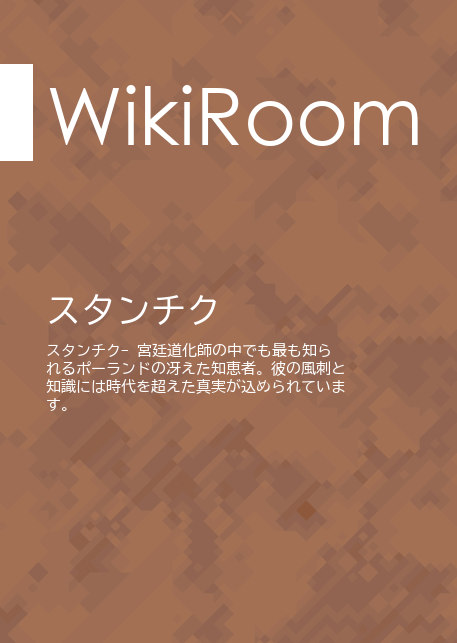 WikiRoom
スタンチク
スタンチク– 宮廷道化師の中でも最も知ら
れるポーランドの冴えた知恵者。彼の風刺と
知識には時代を超えた真実が込められていま
す。